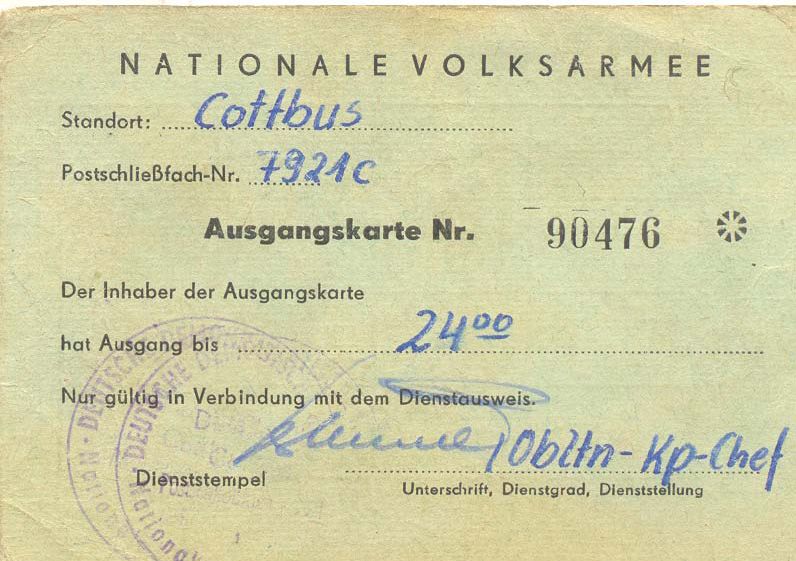 NATIONALE VOLKSARMEE
Standort: Cottbus
Postschließfach-Nr. 7921C
Ausgangskarte Nr. 90476
Der Inhaber der Ausgangskarte
hat Ausgang bis 24⁰⁰
Nur gültig in Verbindung mit dem Dienstausweis.
Obltn-Kp-Chef
Dienststempel
Unterschrift, Dienstgrad, Dienststellung